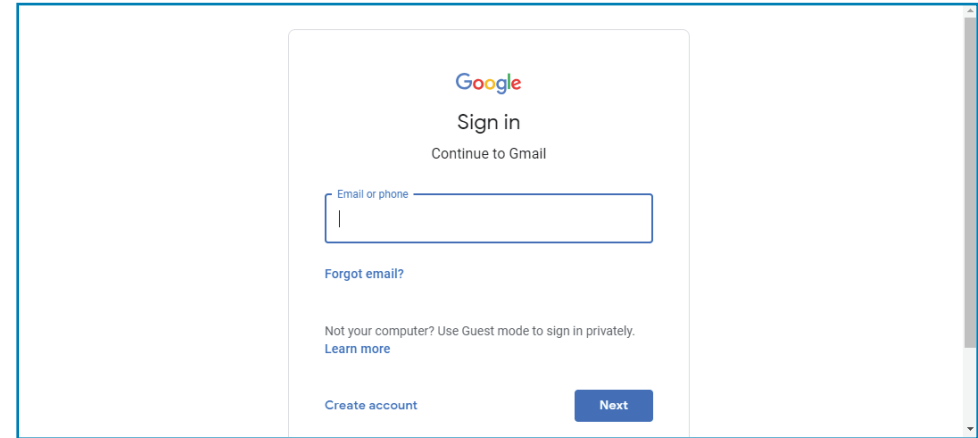 Google
Sign in
Continue to Gmail
Email or phone
Forgot email?
Not your computer? Use Guest mode to sign in privately.
Learn more
Create account
Next